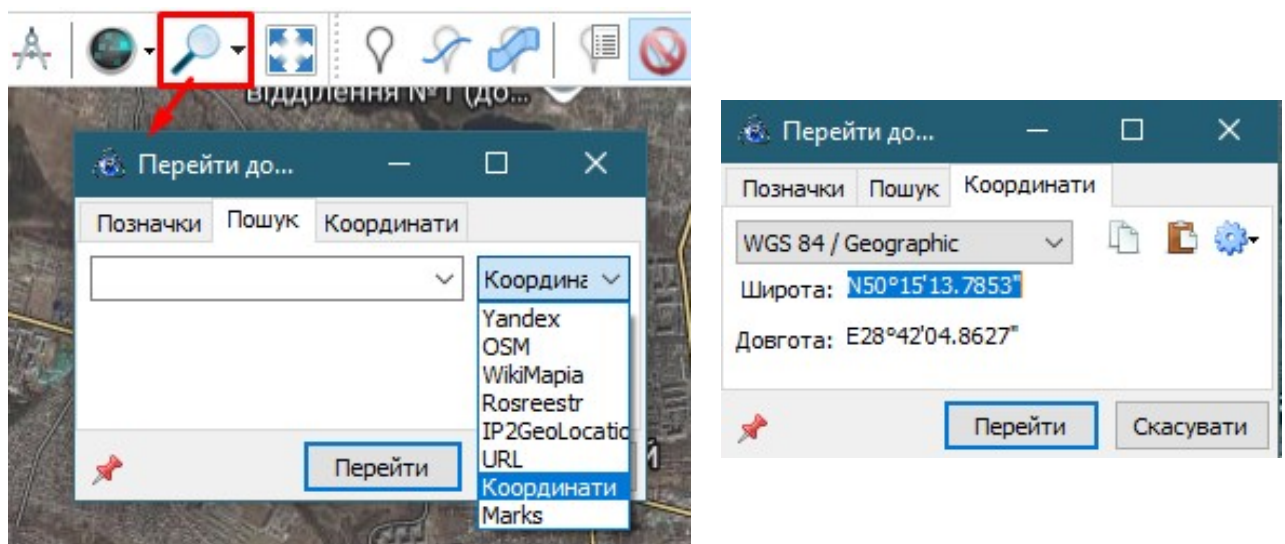 відділення №1 (до...
Перейти до...
Позначки Пошук Координати
Координа
Yandex
OSM
WikiMapia
Rosreestr
IP2GeoLocatio
URL
Координати
Marks
Перейти
й
Перейти до...
Позначки Пошук Координати
WGS 84 / Geographic
Широта: N50°15'13.7853"
Довгота: E28°42'04.8627"
Перейти Скасувати